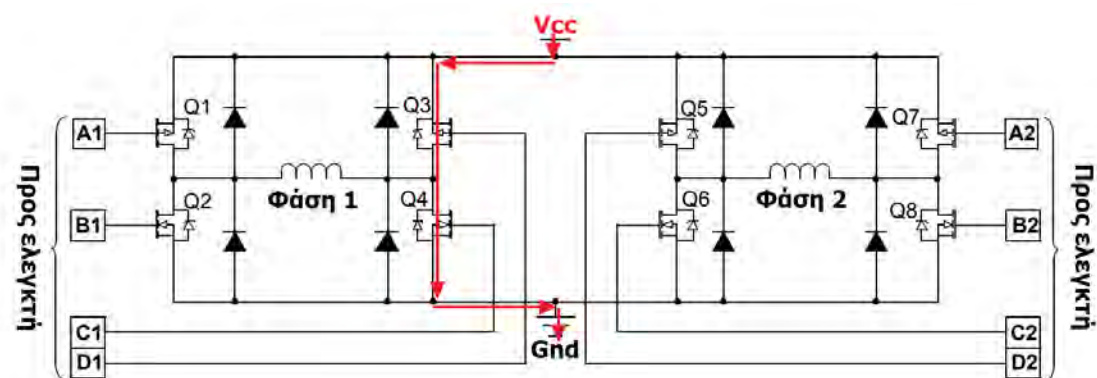 Vcc
Q1
Q3
Q5
Q7
A1
A2
Φάση 1
Φάση 2
Q2
Q4
Q6
Q8
B1
B2
Προς ελεγκτή
Προς ελεγκτή
C1
C2
Gnd
D1
D2